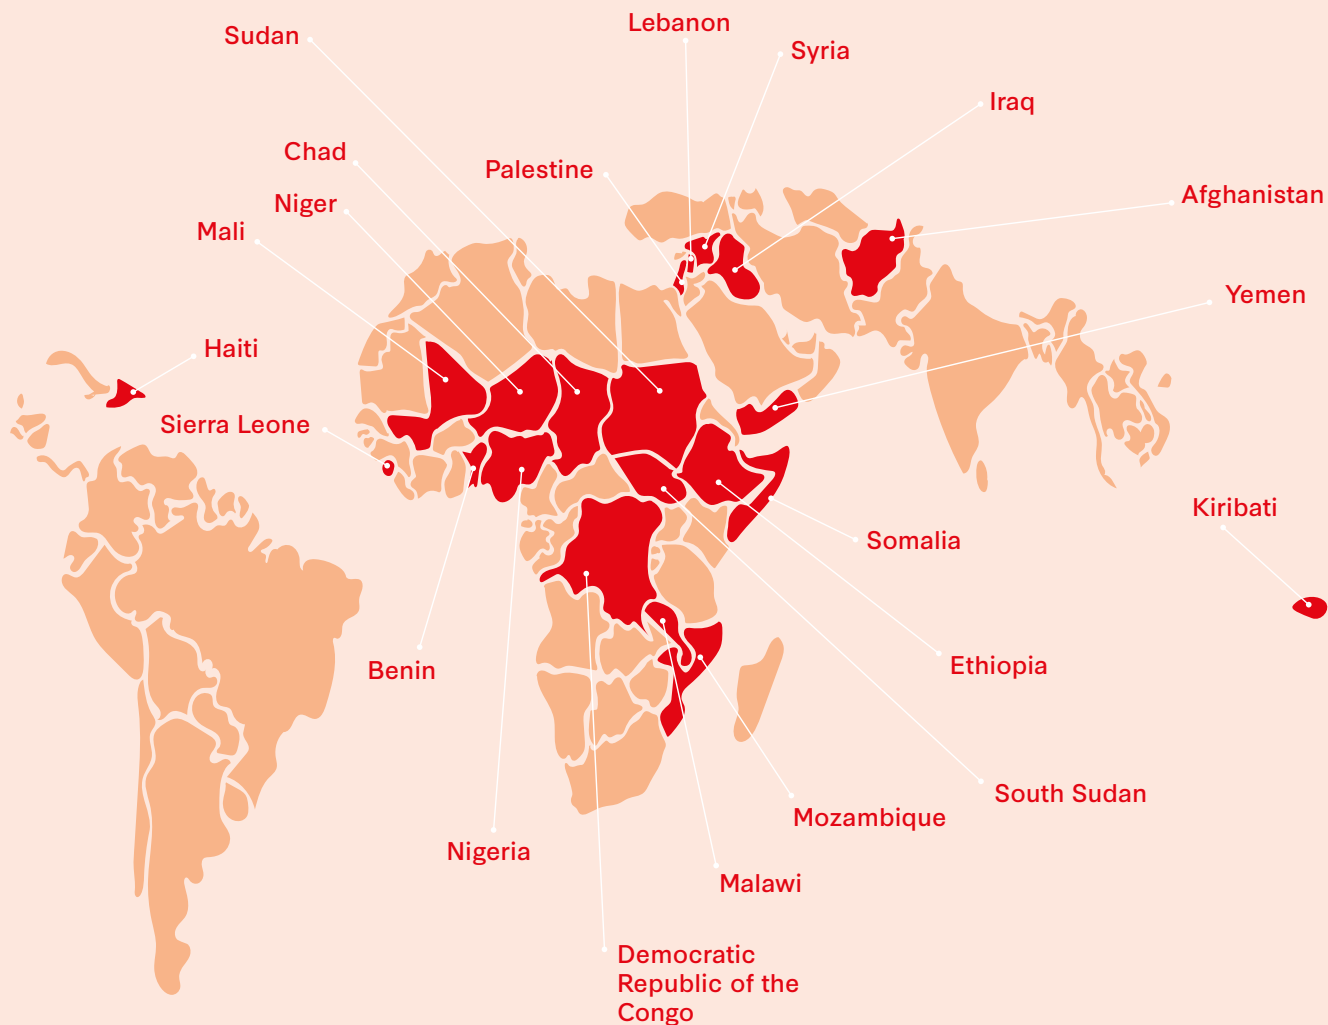 Lebanon
Sudan
Syria
Iraq
Chad
Palestine
Afghanistan
Niger
Mali
Yemen
Haiti
Sierra Leone
Kiribati
Somalia
Ethiopia
Benin
South Sudan
Mozambique
Nigeria
Malawi
Democratic
Republic of the
Congo